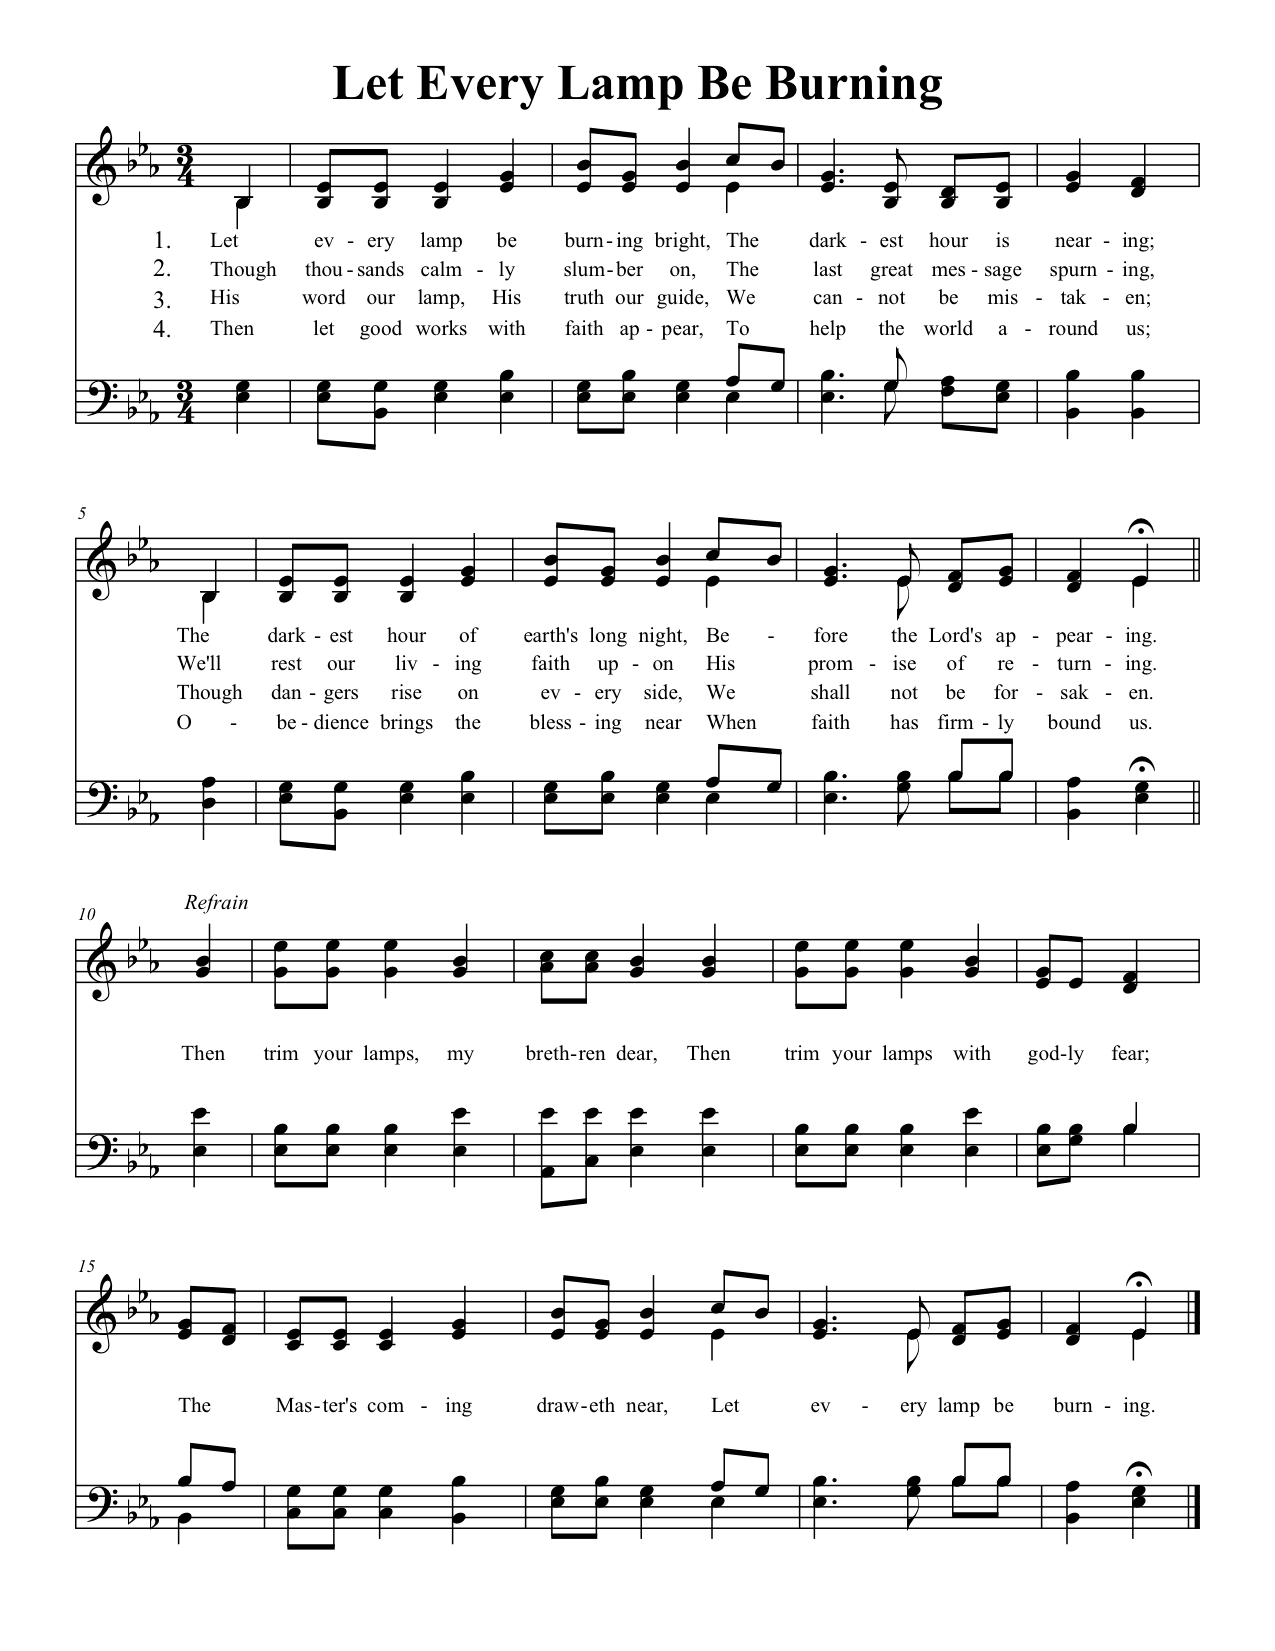 Let Every Lamp Be Burning
3
4
1. Let ev - ery lamp be burn - ing bright, The dark - est hour is near - ing;
2. Though thou - sands calm - ly slum - ber on, The last great mes - sage spurn - ing,
3. His word our lamp, His truth our guide, We can - not be mis - tak - en;
4. Then let good works with faith ap - pear, To help the world a - round us;
3
4
5
The dark - est hour of earth's long night, Be - fore the Lord's ap - pear - ing.
We'll rest our liv - ing faith up - on His prom - ise of re - turn - ing.
Though dan - gers rise on ev - ery side, We shall not be for - sak - en.
O - be - dience brings the bless - ing near When faith has firm - ly bound us.
Refrain
10
Then trim your lamps, my breth - ren dear, Then trim your lamps with god - ly fear;
15
The Mas - ter's com - ing draw - eth near, Let ev - ery lamp be burn - ing.